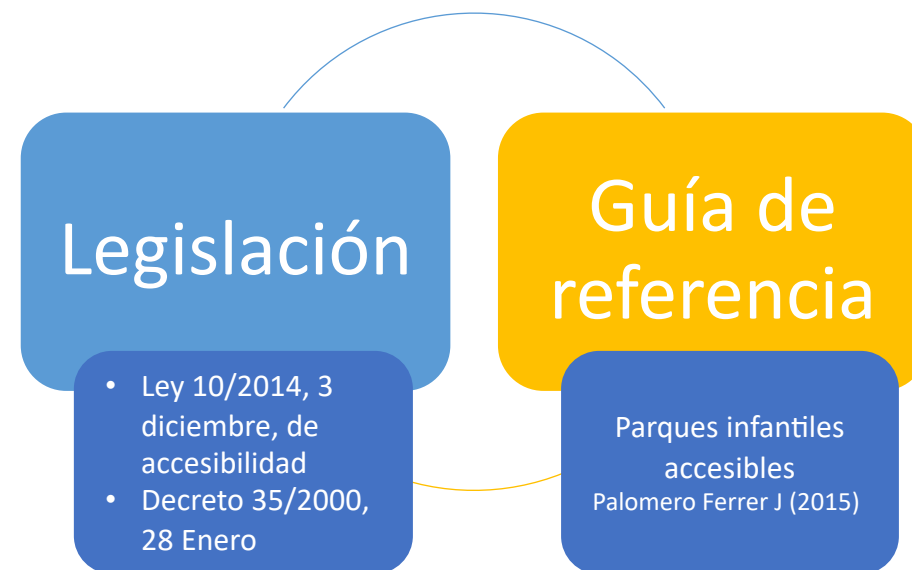 Legislación
• Ley 10/2014, 3
diciembre, de
accesibilidad
• Decreto 35/2000,
28 Enero
Guía de
referencia
Parques infantiles
accesibles
Palomero Ferrer J (2015)